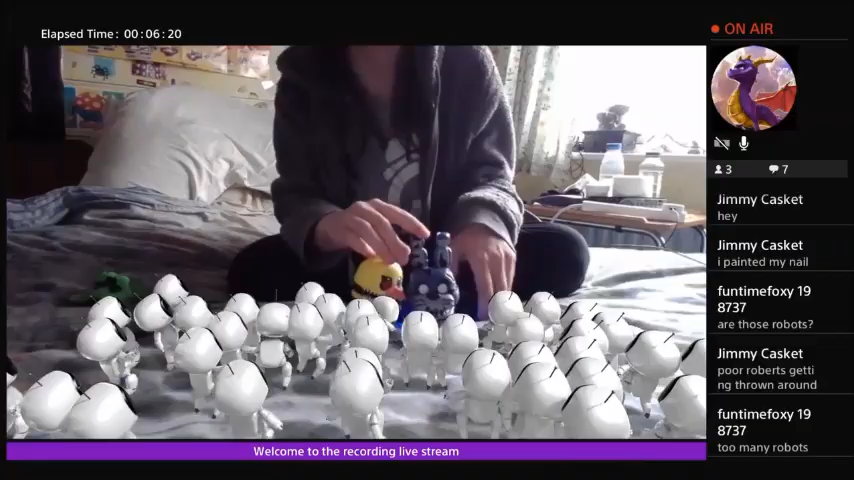 Elapsed Time: 00:06:20
ON AIR
3
7
Jimmy Casket
hey
Jimmy Casket
i painted my nail
funtimefoxy 19
8737
are those robots?
Jimmy Casket
poor roberts getti
ng thrown around
funtimefoxy 19
8737
too many robots
Welcome to the recording live stream